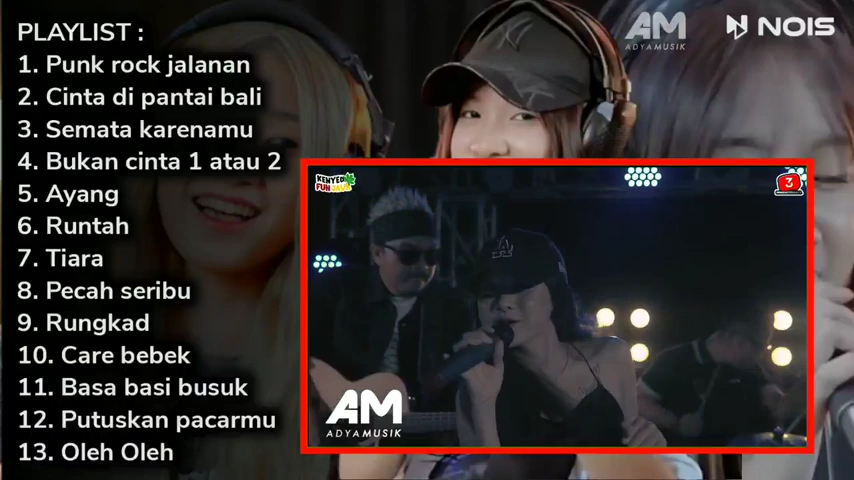 PLAYLIST :
1. Punk rock jalanan
2. Cinta di pantai bali
3. Semata karenamu
4. Bukan cinta 1 atau 2
5. Ayang
6. Runtah
7. Tiara
8. Pecah seribu
9. Rungkad
10. Care bebek
11. Basa basi busuk
12. Putuskan pacarmu
13. Oleh Oleh
AM
ADYAMUSIK
NOIS
3
AM
ADYAMUSIK